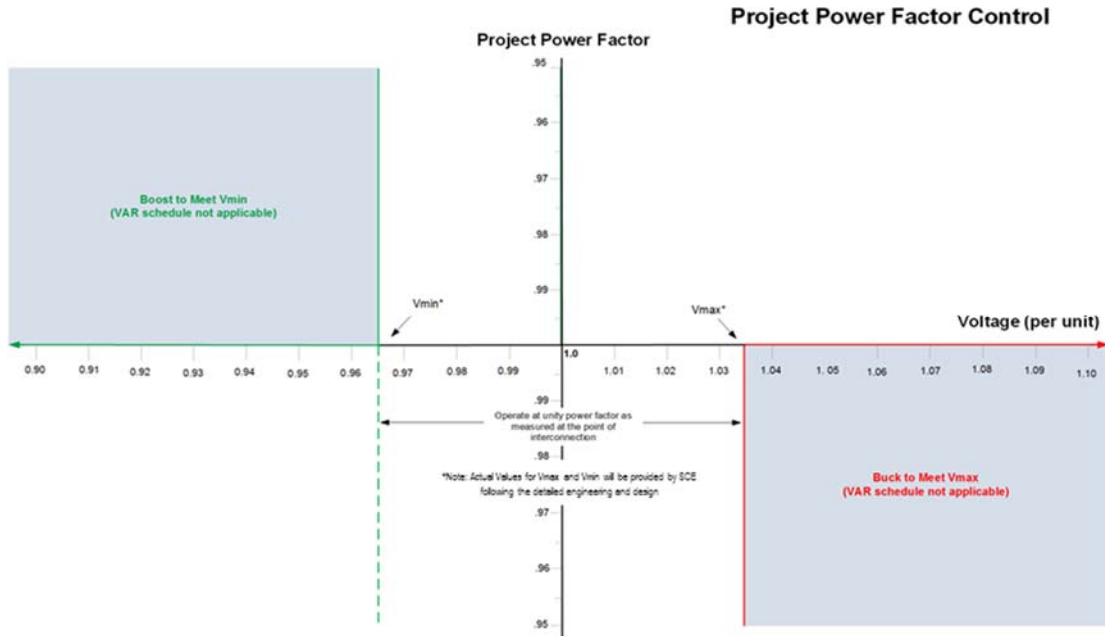 Project Power Factor Control
Project Power Factor
.95
.96
.97
.98
.99
Boost to Meet Vmin
(VAR schedule not applicable)
Vmin*
Vmax*
Voltage (per unit)
1.0
0.90 0.91 0.92 0.93 0.94 0.95 0.96 0.97 0.98 0.99 1.01 1.02 1.03 1.04 1. 05 1.06 1.07 1.08 1.09 1.10
.99
Operate at unity power factor as
measured at the point of
interconnection
.98
*Note: Actual Values for Vmax and Vmin will be provided by SCE
following the detailed engineering and design
Buck to Meet Vmax
(VAR schedule not applicable)
.97
.96
.95